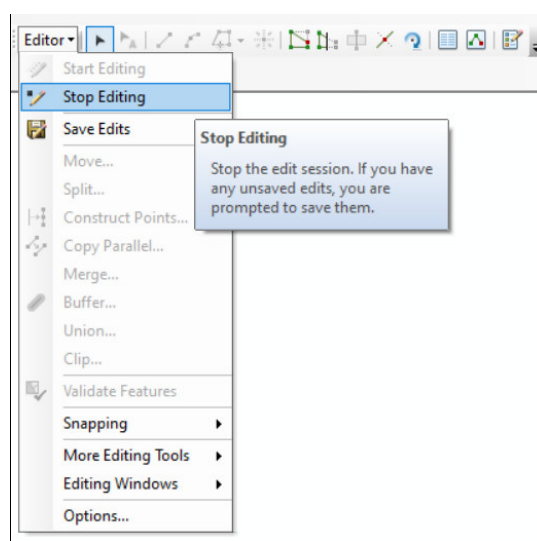 Editor
Start Editing
Stop Editing
Save Edits
Stop Editing
Stop the edit session. If you have
any unsaved edits, you are
prompted to save them.
Move...
Split...
Construct Points...
Copy Parallel...
Merge...
Buffer...
Union...
Clip...
Validate Features
Snapping
More Editing Tools
Editing Windows
Options...